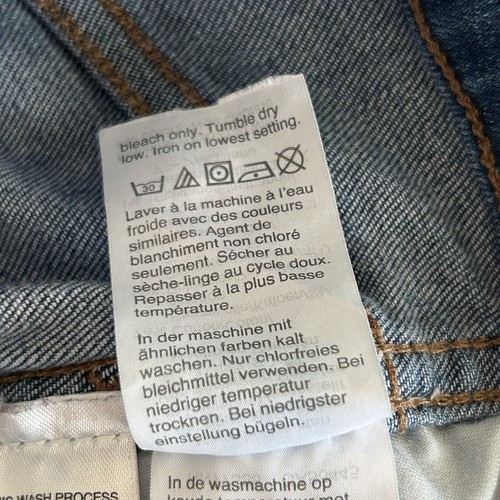 bleach only. Tumble dry
low. Iron on lowest setting.
30
Laver à la machine à l'eau
froide avec des couleurs
similaires. Agent de
blanchiment non chloré
seulement. Sécher au
sèche-linge au cycle doux.
Repasser à la plus basse
température.
In der maschine mit
ähnlichen farben kalt
waschen. Nur chlorfreies
bleichmittel verwenden. Bei
niedriger temperatur
trocknen. Bei niedrigster
einstellung bügeln.
In de wasmachine op
WASH PROCESS